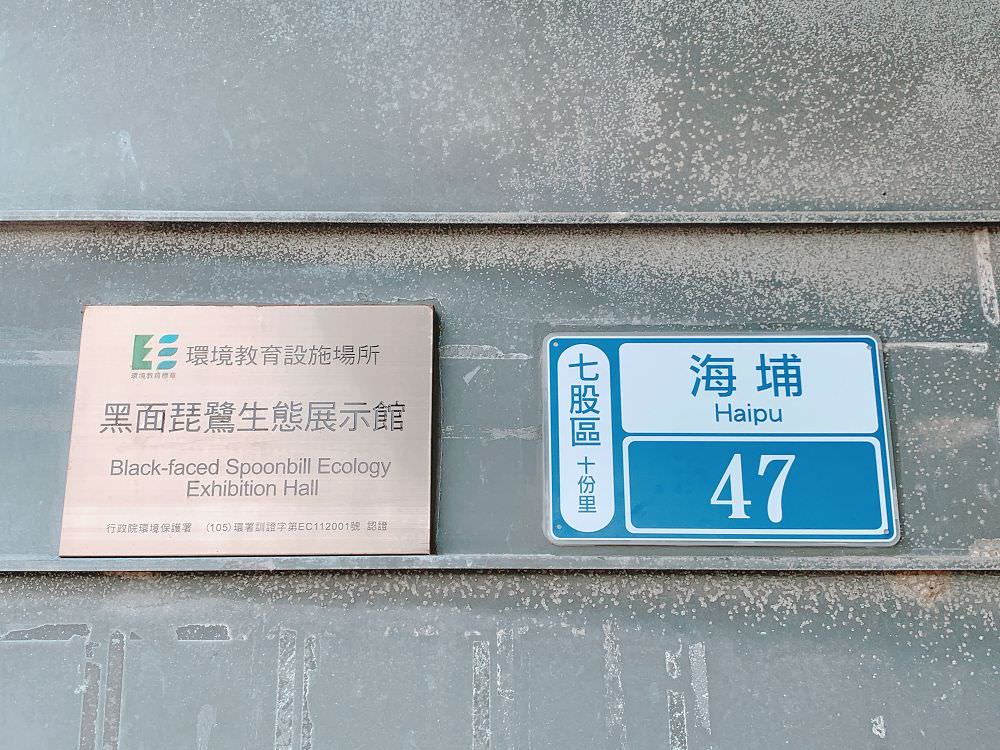 環境教育設施場所
環境教育標章
黑面琵鷺生態展示館
Black-faced Spoonbill Ecology
Exhibition Hall
行政院環境保護署 (105)環署訓證字第EC112001號 認證
七股區 十份里
海埔
Haipu
47